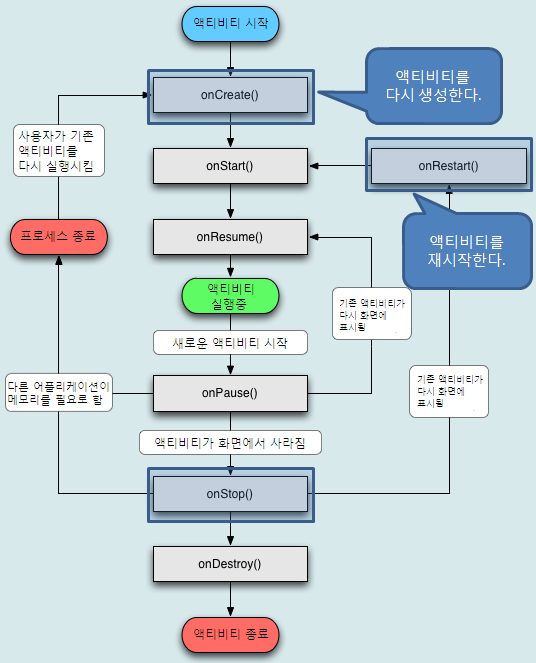 액티비티 시작
onCreate()
액티비티를
다시 생성한다.
사용자가 기존
액티비티를
다시 실행시킴
onStart()
onRestart()
프로세스 종료
onResume()
액티비티를
재시작한다.
액티비티
실행중
기존 액티비티가
다시 화면에
표시됨
새로운 액티비티 시작
다른 어플리케이션이
메모리를 필요로 함
onPause()
기존 액티비티가
다시 화면에
표시됨
액티비티가 화면에서 사라짐
onStop()
onDestroy()
액티비티 종료